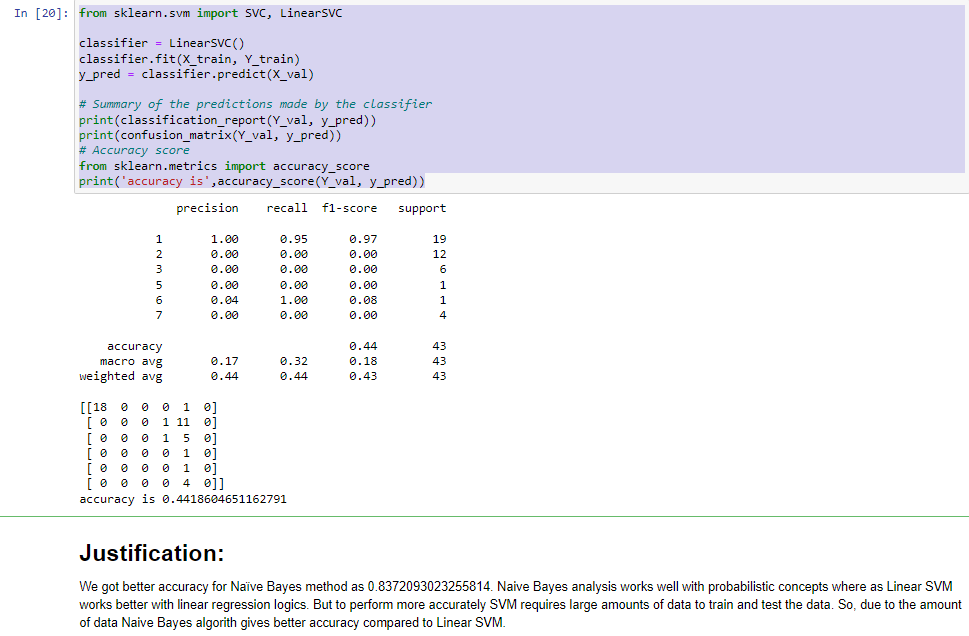 In [20]: from sklearn.svm import SVC, LinearSVC
classifier = LinearSVC()
classifier.fit(X_train, Y_train)
y_pred = classifier.predict(X_val)
# Summary of the predictions made by the classifier
print(classification_report(Y_val, y_pred))
print(confusion_matrix(Y_val, y_pred))
# Accuracy score
from sklearn.metrics import accuracy_score
print('accuracy is',accuracy_score(Y_val, y_pred))
precision recall f1-score support
1 1.00 0.95 0.97 19
2 0.00 0.00 0.00 12
3 0.00 0.00 0.00 6
5 0.00 0.00 0.00 1
6 0.04 1.00 0.08 1
7 0.00 0.00 0.00 4
accuracy 0.44 43
macro avg 0.17 0.32 0.18 43
weighted avg 0.44 0.44 0.43 43
[[18 0 0 0 1 0]
[ 0 0 0 1 11 0]
[ 0 0 0 1 5 0]
[ 0 0 0 0 1 0]
[ 0 0 0 0 1 0]
[ 0 0 0 0 4 0]]
accuracy is 0.4418604651162791
Justification:
We got better accuracy for Naïve Bayes method as 0.8372093023255814. Naive Bayes analysis works well with probabilistic concepts where as Linear SVM
works better with linear regression logics. But to perform more accurately SVM requires large amounts of data to train and test the data. So, due to the amount
of data Naive Bayes algorith gives better accuracy compared to Linear SVM.